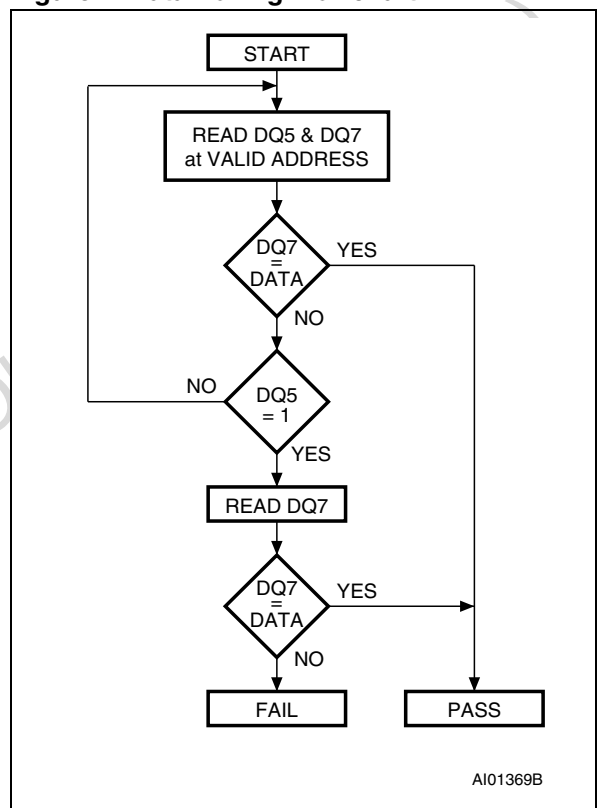 START
READ DQ5 & DQ7
at VALID ADDRESS
DQ7
=
DATA
YES
NO
DQ5
= 1
NO
YES
READ DQ7
DQ7
=
DATA
YES
NO
FAIL
PASS
AI01369B